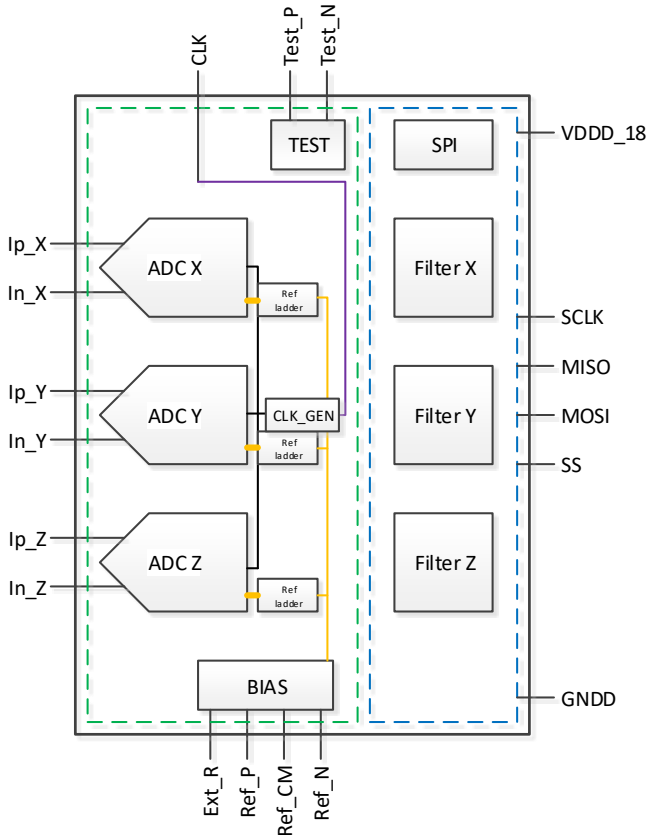 CLK
Test_P
Test_N
TEST
SPI
VDDD_18
Ip_X
In_X
ADC X
Ref
ladder
Filter X
SCLK
MISO
Ip_Y
In_Y
ADC Y
CLK_GEN
Ref
ladder
Filter Y
MOSI
SS
Ip_Z
In_Z
ADC Z
Ref
ladder
Filter Z
BIAS
GNDD
Ext_R
Ref_P
Ref_CM
Ref_N